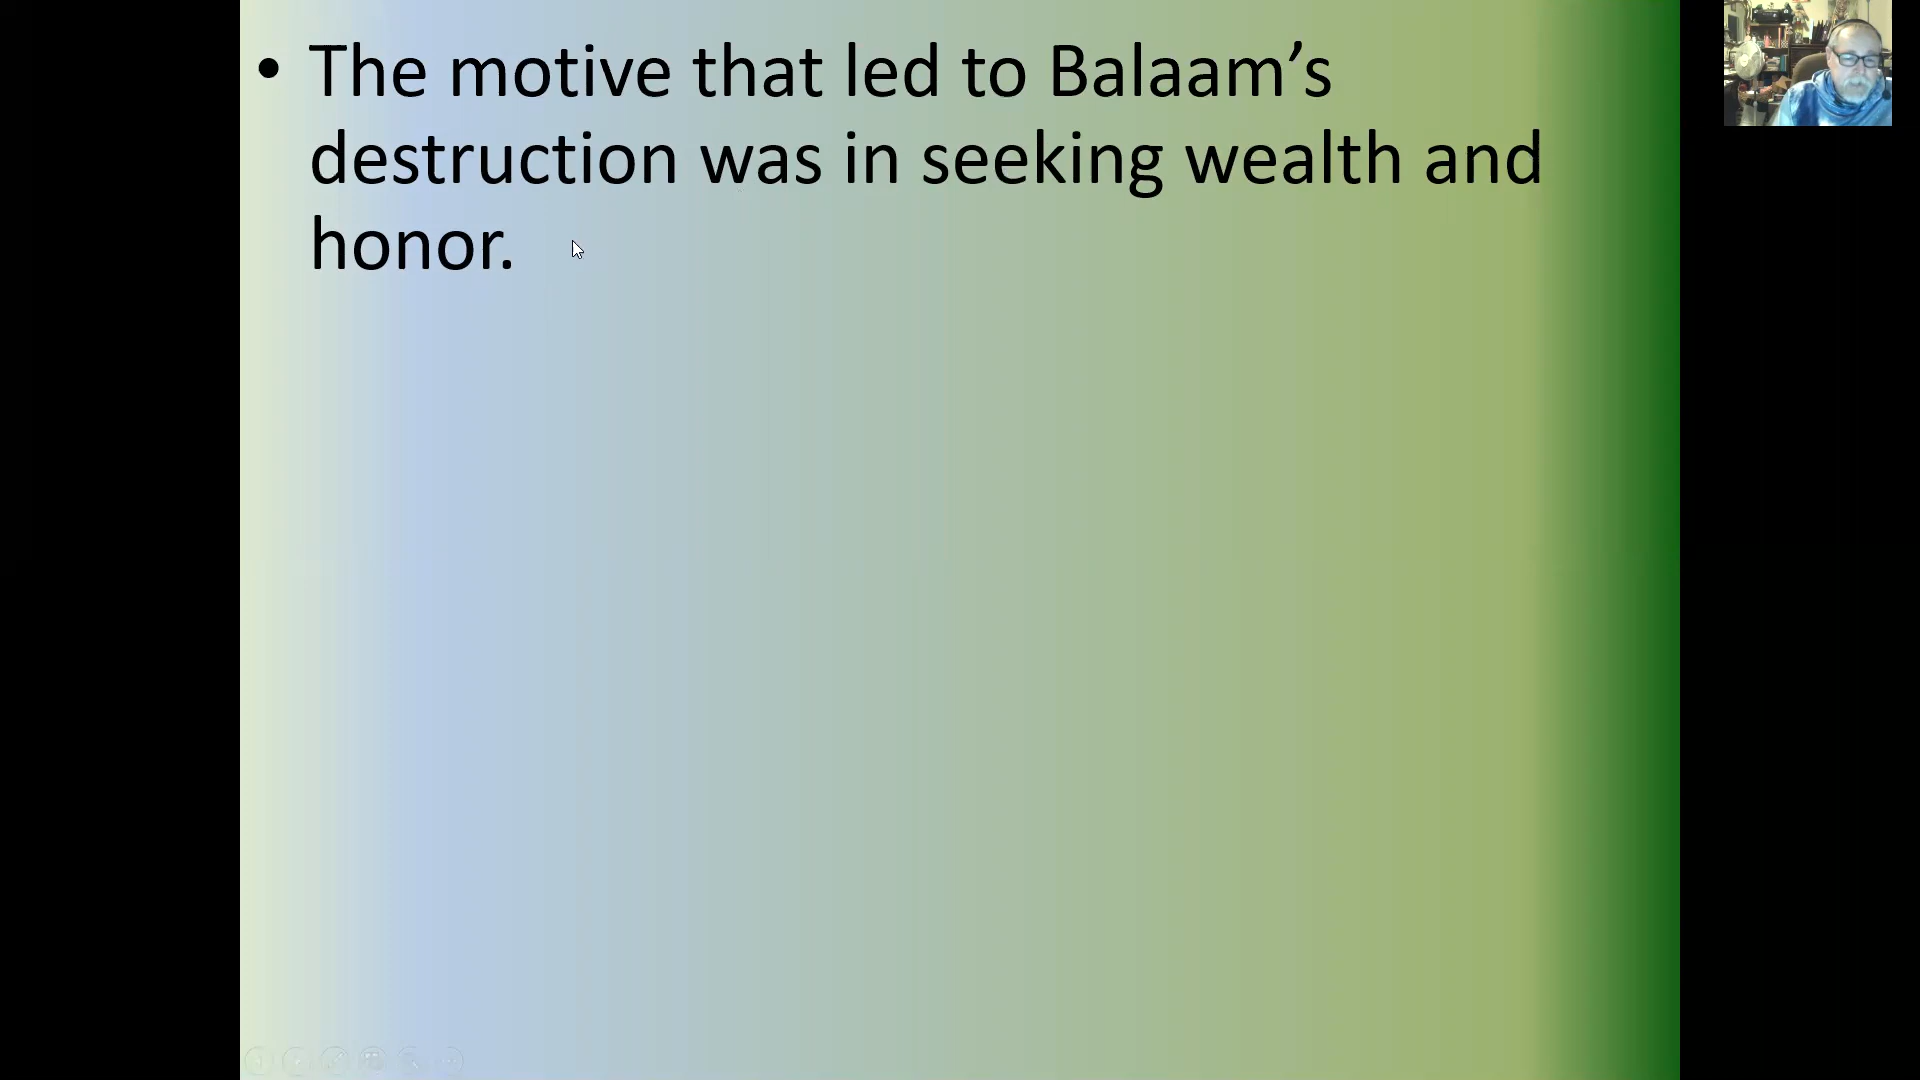 • The motive that led to Balaam’s
destruction was in seeking wealth and
honor.